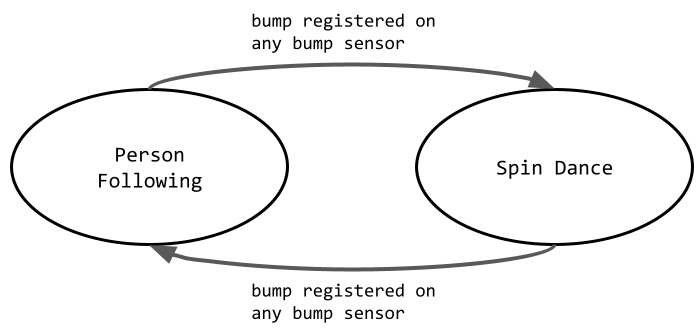 bump registered on
any bump sensor
Person
Following
Spin Dance
bump registered on
any bump sensor